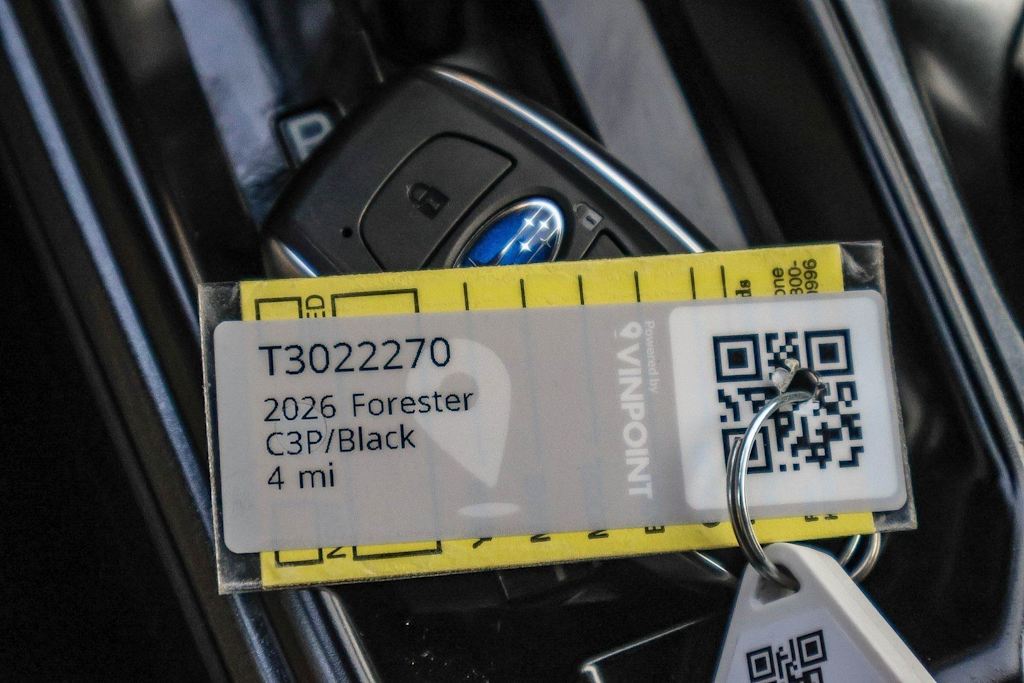 P
T3022270
2026 Forester
C3P/Black
4 mi
Powered by
VINPOINT